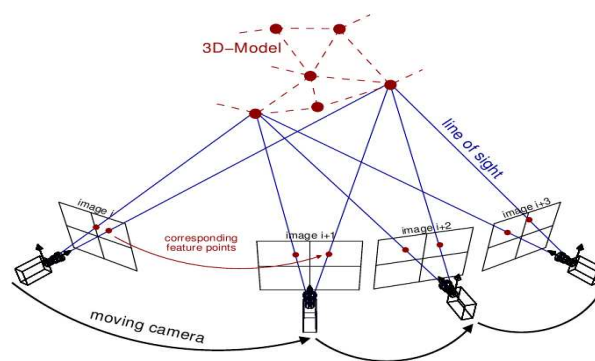 3D-Model
line of sight
image i
image i+1
image i+2
image i+3
corresponding
feature points
moving camera